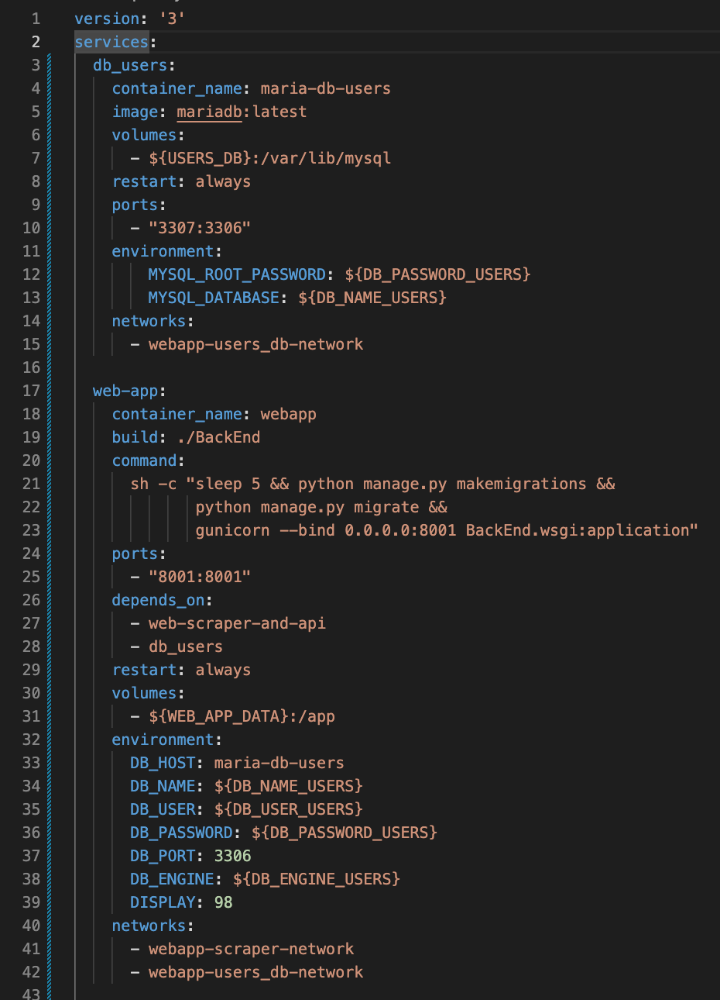 1 version: '3'
2 services:
3 db_users:
4 container_name: maria-db-users
5 image: mariadb:latest
6 volumes:
7 - ${USERS_DB}:/var/lib/mysql
8 restart: always
9 ports:
10 - "3307:3306"
11 environment:
12 MYSQL_ROOT_PASSWORD: ${DB_PASSWORD_USERS}
13 MYSQL_DATABASE: ${DB_NAME_USERS}
14 networks:
15 - webapp-users_db-network
16
17 web-app:
18 container_name: webapp
19 build: ./BackEnd
20 command:
21 sh -c "sleep 5 && python manage.py makemigrations &&
22 python manage.py migrate &&
23 gunicorn --bind 0.0.0.0:8001 BackEnd.wsgi:application"
24 ports:
25 - "8001:8001"
26 depends_on:
27 - web-scraper-and-api
28 - db_users
29 restart: always
30 volumes:
31 - ${WEB_APP_DATA}:/app
32 environment:
33 DB_HOST: maria-db-users
34 DB_NAME: ${DB_NAME_USERS}
35 DB_USER: ${DB_USER_USERS}
36 DB_PASSWORD: ${DB_PASSWORD_USERS}
37 DB_PORT: 3306
38 DB_ENGINE: ${DB_ENGINE_USERS}
39 DISPLAY: 98
40 networks:
41 - webapp-scraper-network
42 - webapp-users_db-network
43